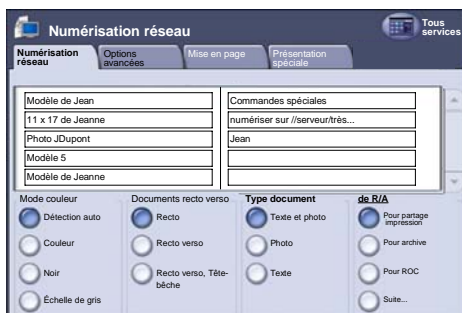 Numérisation réseau
Tous services
Numérisation réseau
Options avancées
Mise en page
Présentation spéciale
Modèle de Jean
Commandes spéciales
11 x 17 de Jeanne
numériser sur //serveur/très...
Photo JDupont
Jean
Modèle 5
Modèle de Jeanne
Mode couleur
Détection auto
Couleur
Noir
Échelle de gris
Documents recto verso
Recto
Recto verso
Recto verso, Tête-
bêche
Type document
Texte et photo
Photo
Texte
de R/A
Pour partage
impression
Pour archive
Pour ROC
Suite...